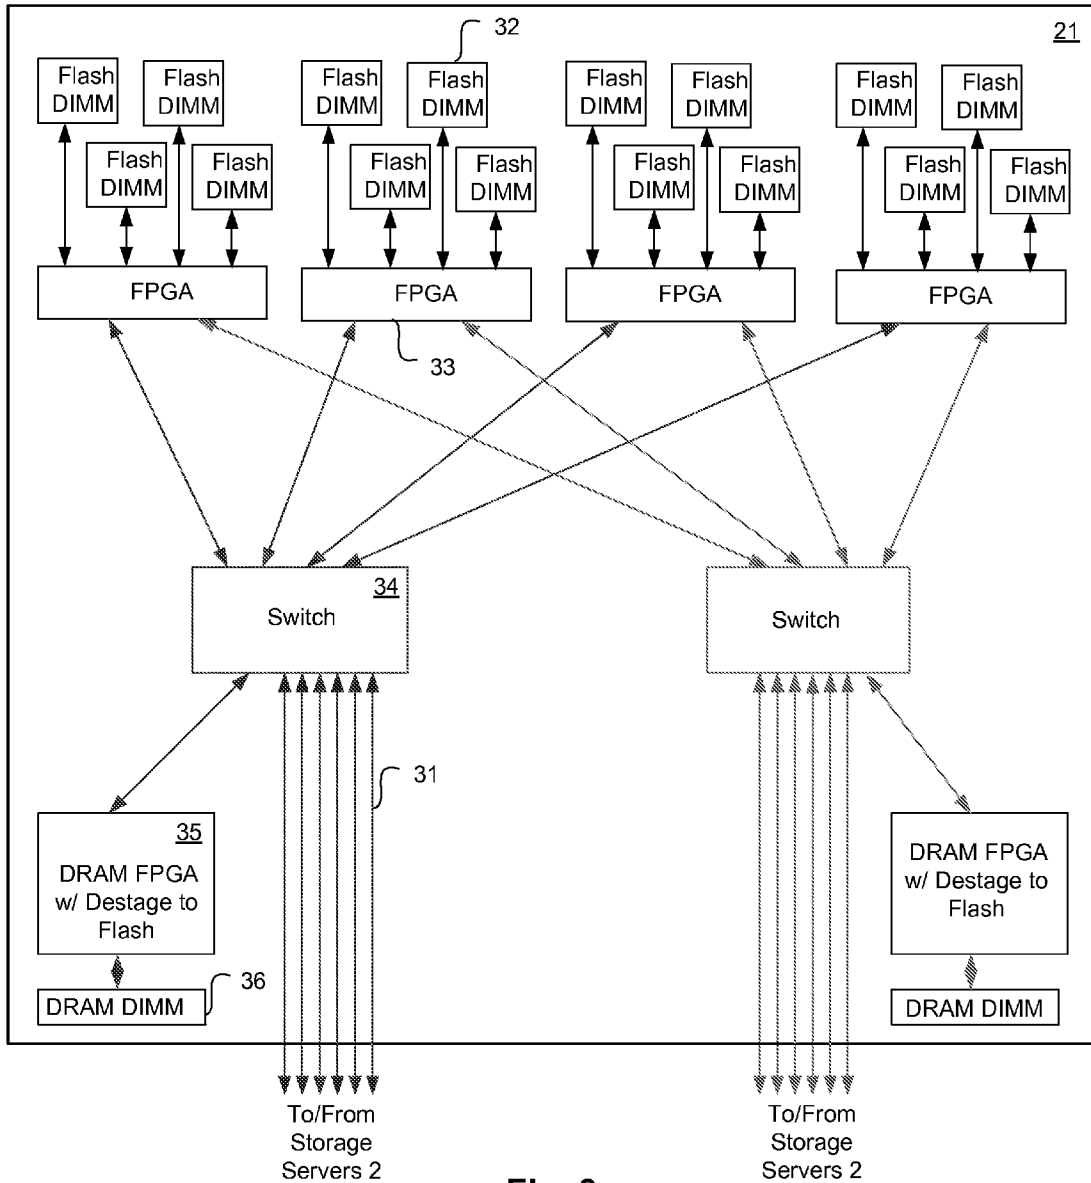 32
21
Flash
DIMM
Flash
DIMM
Flash
DIMM
Flash
DIMM
Flash
DIMM
Flash
DIMM
Flash
DIMM
Flash
DIMM
Flash
DIMM
Flash
DIMM
Flash
DIMM
Flash
DIMM
Flash
DIMM
Flash
DIMM
Flash
DIMM
Flash
DIMM
FPGA
FPGA
FPGA
FPGA
33
34
Switch
Switch
31
35
DRAM FPGA
w/ Destage to
Flash
DRAM FPGA
w/ Destage to
Flash
36
DRAM DIMM
DRAM DIMM
To/From
Storage
Servers 2
To/From
Storage
Servers 2